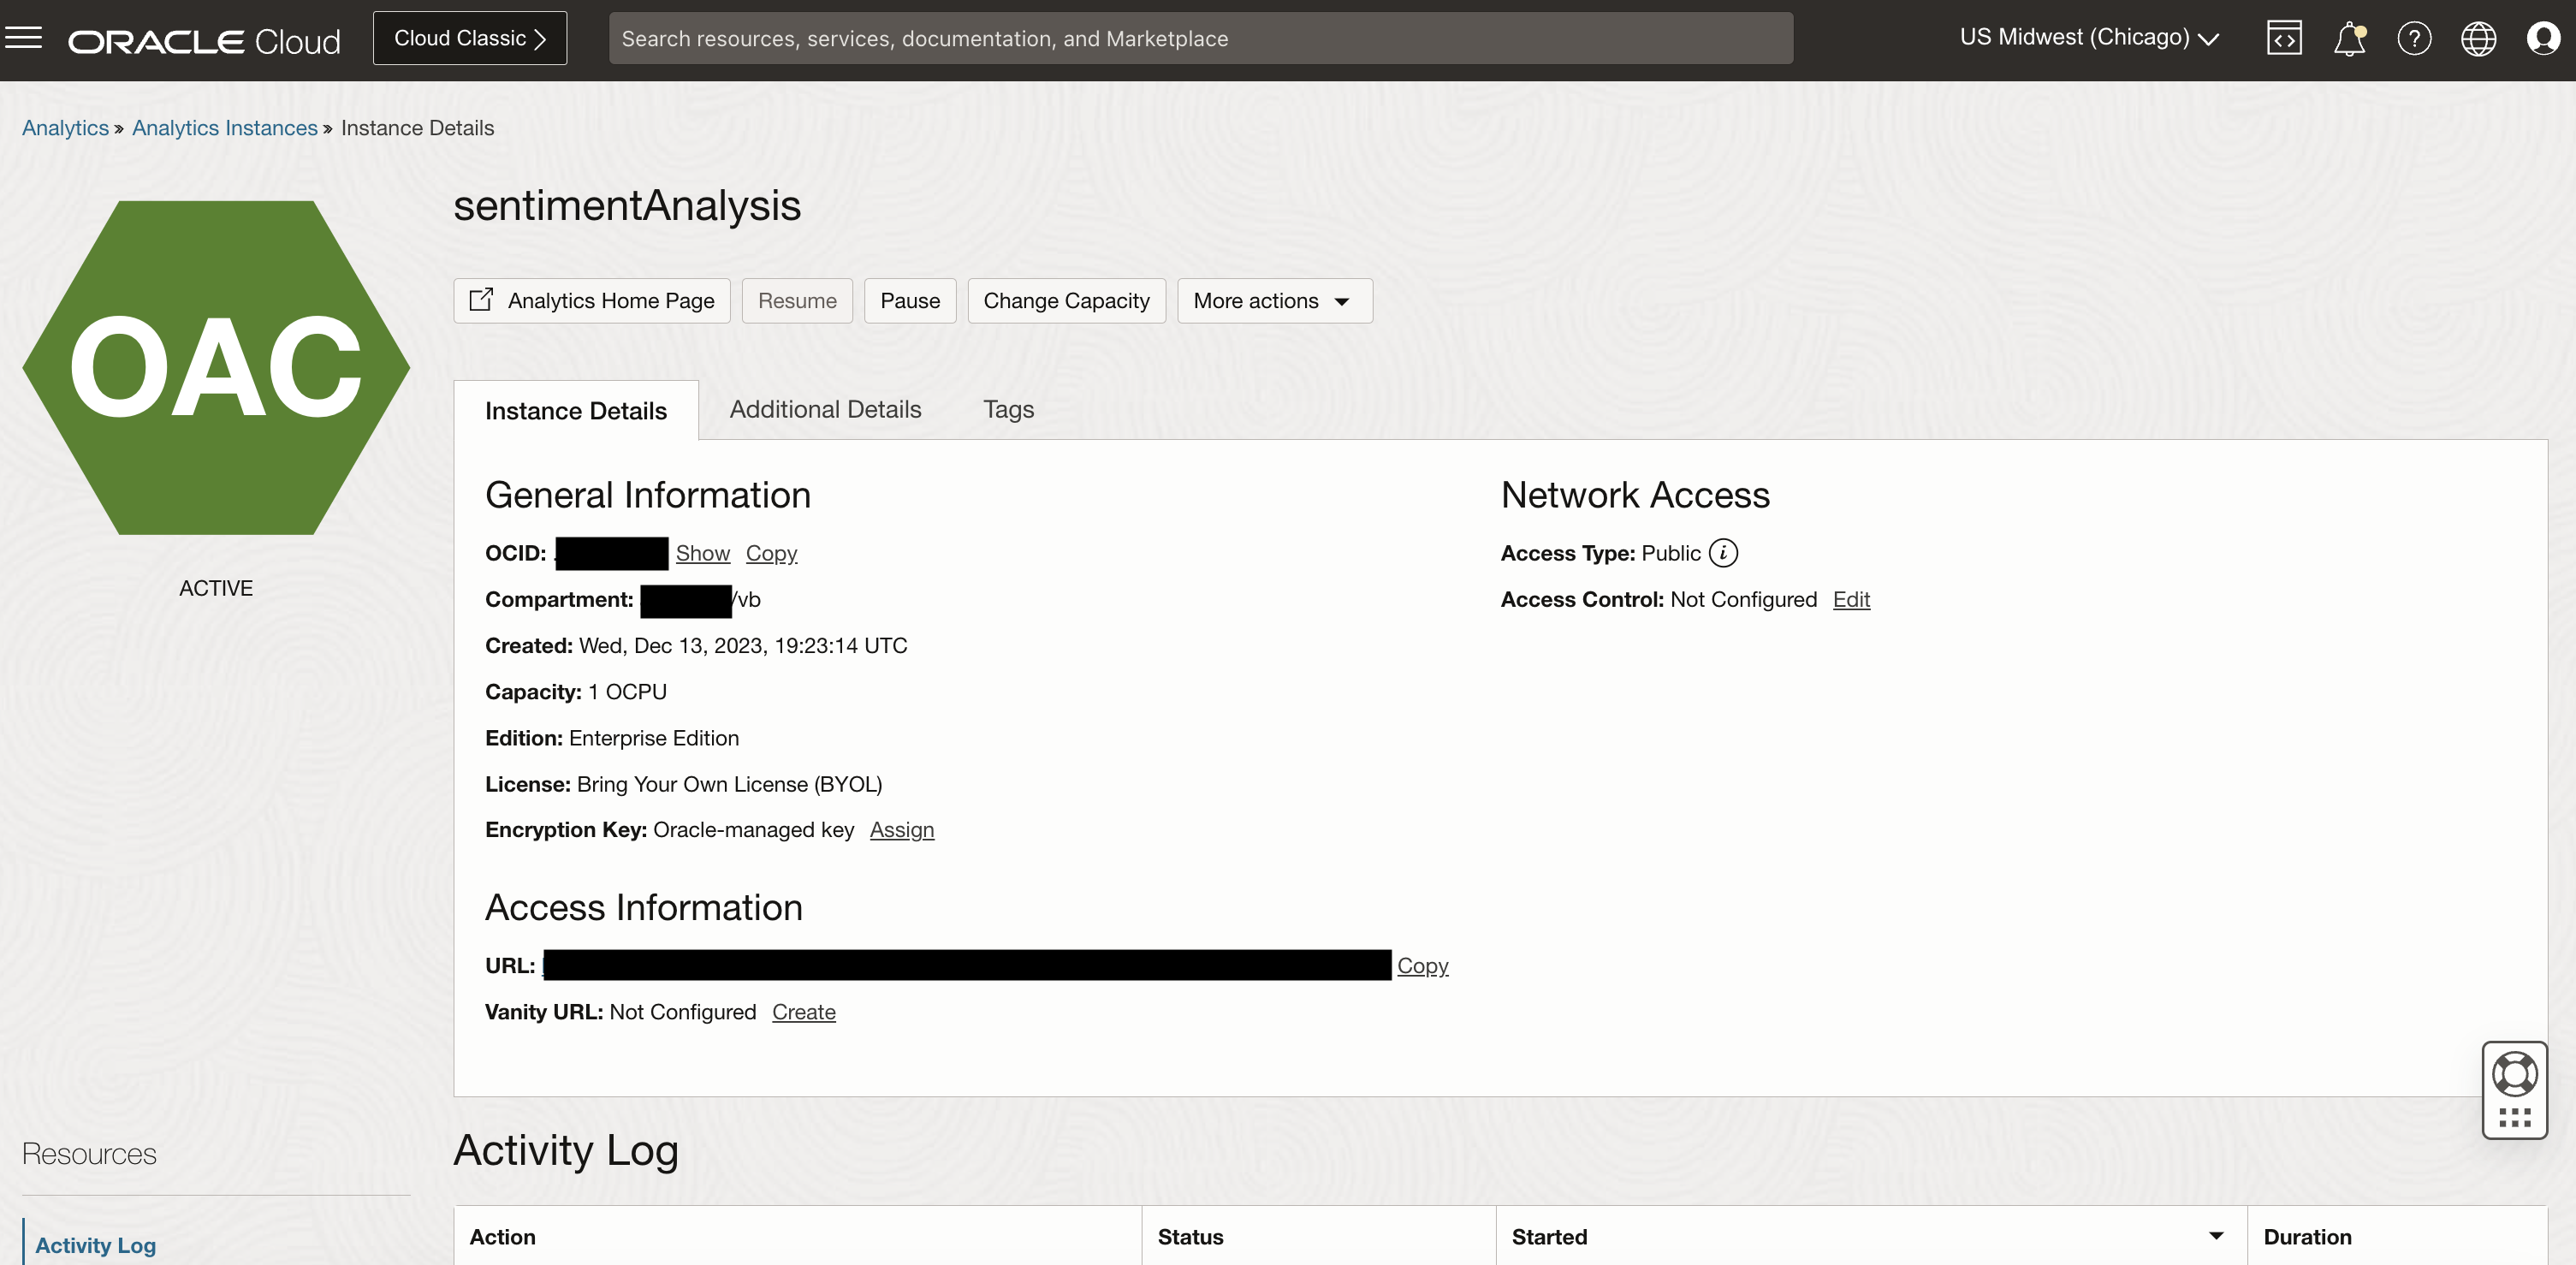 ORACLE Cloud
Cloud Classic
Search resources, services, documentation, and Marketplace
US Midwest (Chicago)
Analytics » Analytics Instances » Instance Details
OAC
ACTIVE
sentimentAnalysis
Analytics Home Page
Resume
Pause
Change Capacity
More actions
Instance Details
Additional Details
Tags
General Information
OCID: Show Copy
Compartment: /vb
Created: Wed, Dec 13, 2023, 19:23:14 UTC
Capacity: 1 OCPU
Edition: Enterprise Edition
License: Bring Your Own License (BYOL)
Encryption Key: Oracle-managed key Assign
Access Information
URL: Copy
Vanity URL: Not Configured Create
Network Access
Access Type: Public
Access Control: Not Configured Edit
Resources
Activity Log
Activity Log
Action
Status
Started
Duration